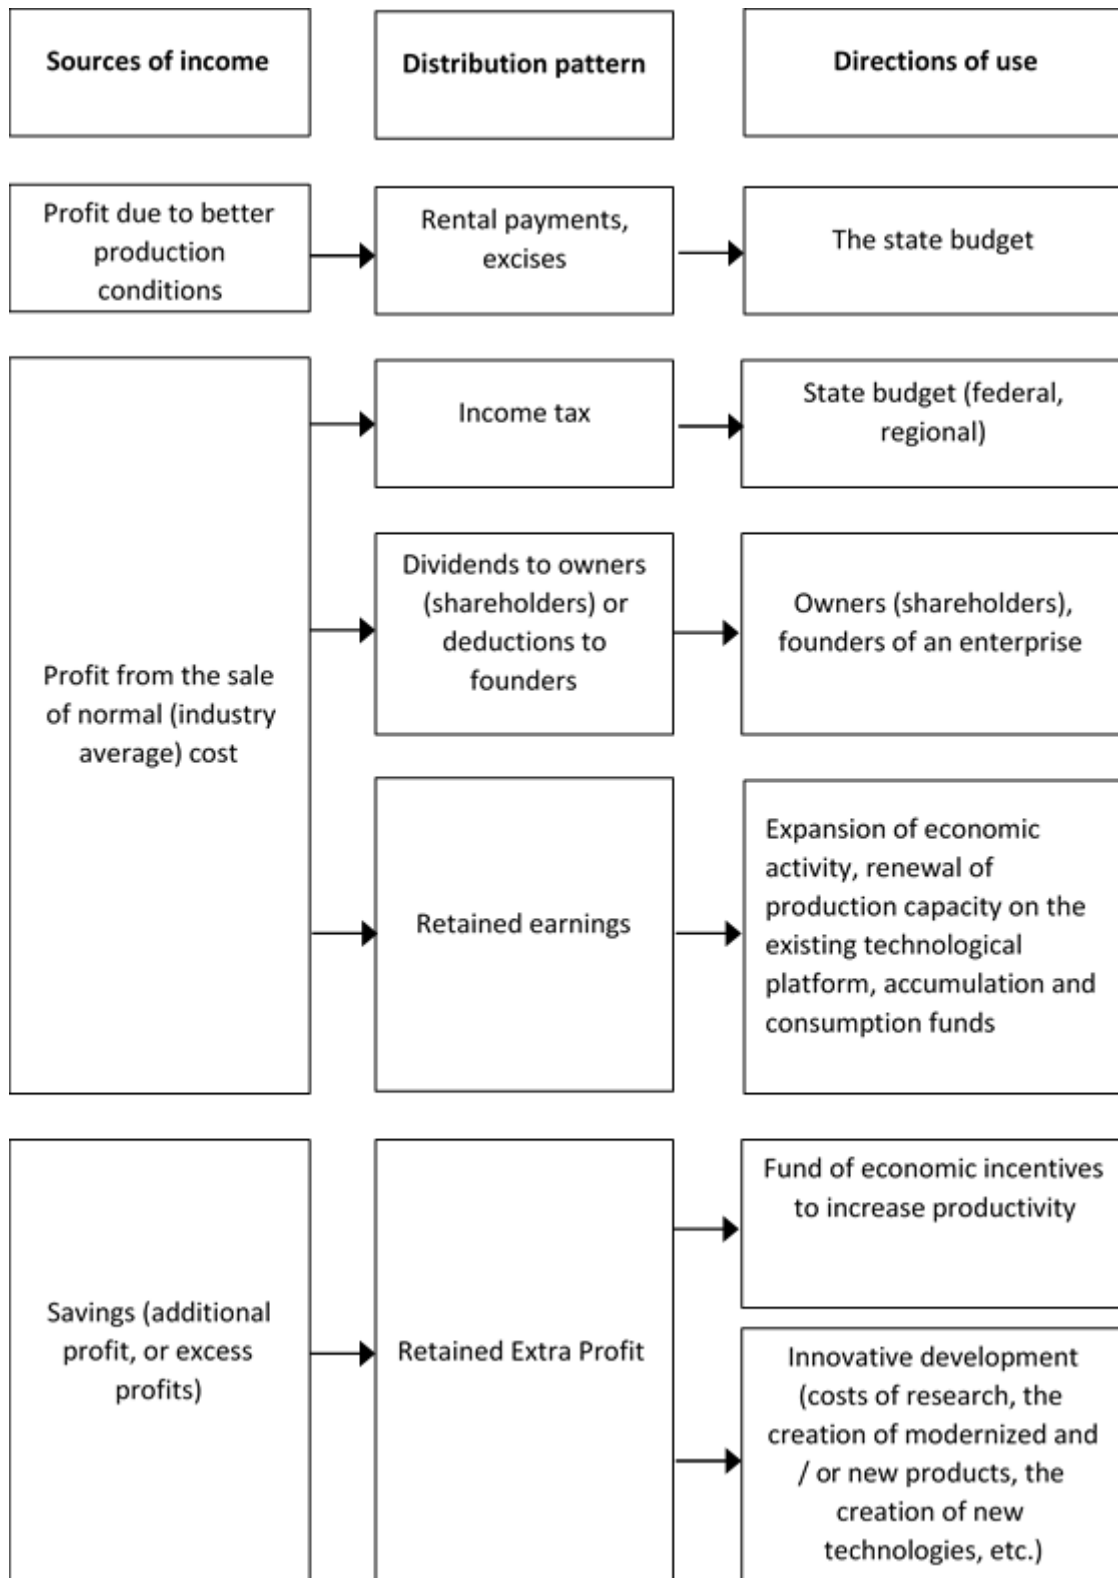 Sources of income
Distribution pattern
Directions of use
Profit due to better
production
conditions
Rental payments,
excises
The state budget
Profit from the sale
of normal (industry
average) cost
Income tax
State budget (federal,
regional)
Dividends to owners
(shareholders) or
deductions to
founders
Owners (shareholders),
founders of an enterprise
Retained earnings
Expansion of economic
activity, renewal of
production capacity on the
existing technological
platform, accumulation and
consumption funds
Savings (additional
profit, or excess
profits)
Retained Extra Profit
Fund of economic incentives
to increase productivity
Innovative development
(costs of research, the
creation of modernized and
/ or new products, the
creation of new
technologies, etc.)